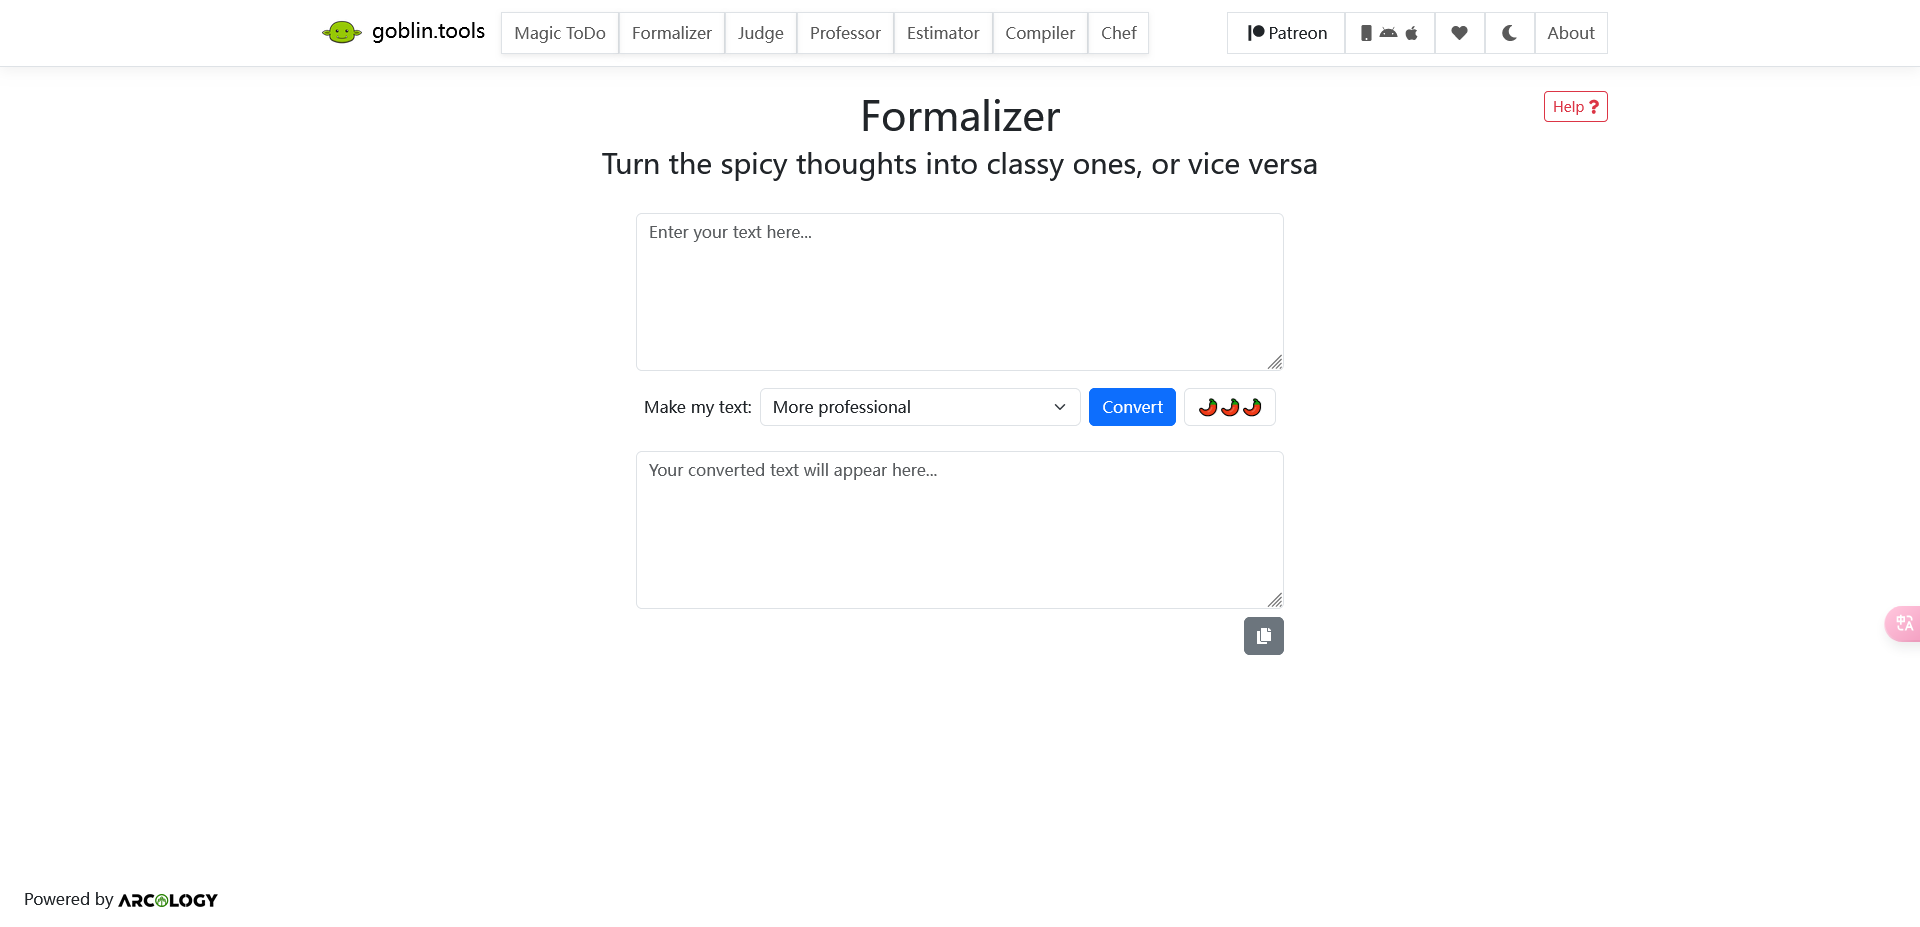 goblin.tools
Magic ToDo
Formalizer
Judge
Professor
Estimator
Compiler
Chef
Patreon
About
Formalizer
Help ?
Turn the spicy thoughts into classy ones, or vice versa
Enter your text here...
Make my text:
More professional
Convert
Your converted text will appear here...
Powered by ARCOLOGY